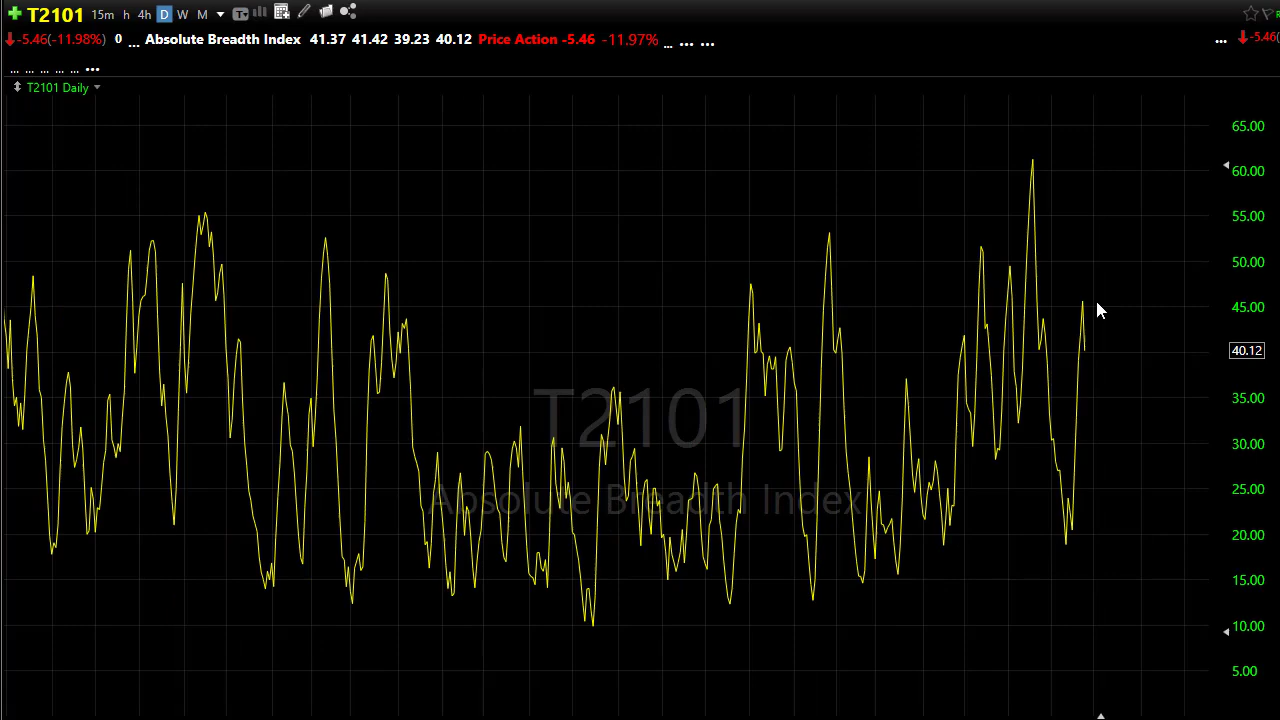 T2101 15m h 4h D W M T
-5.46(-11.98%) 0 ... Absolute Breadth Index 41.37 41.42 39.23 40.12 Price Action -5.46 -11.97% ... ... ... ... -5.46(
... ... ... ... ... ...
T2101 Daily
65.00
60.00
55.00
50.00
45.00
40.12
35.00
30.00
25.00
20.00
15.00
10.00
5.00
T2101
Absolute Breadth Index